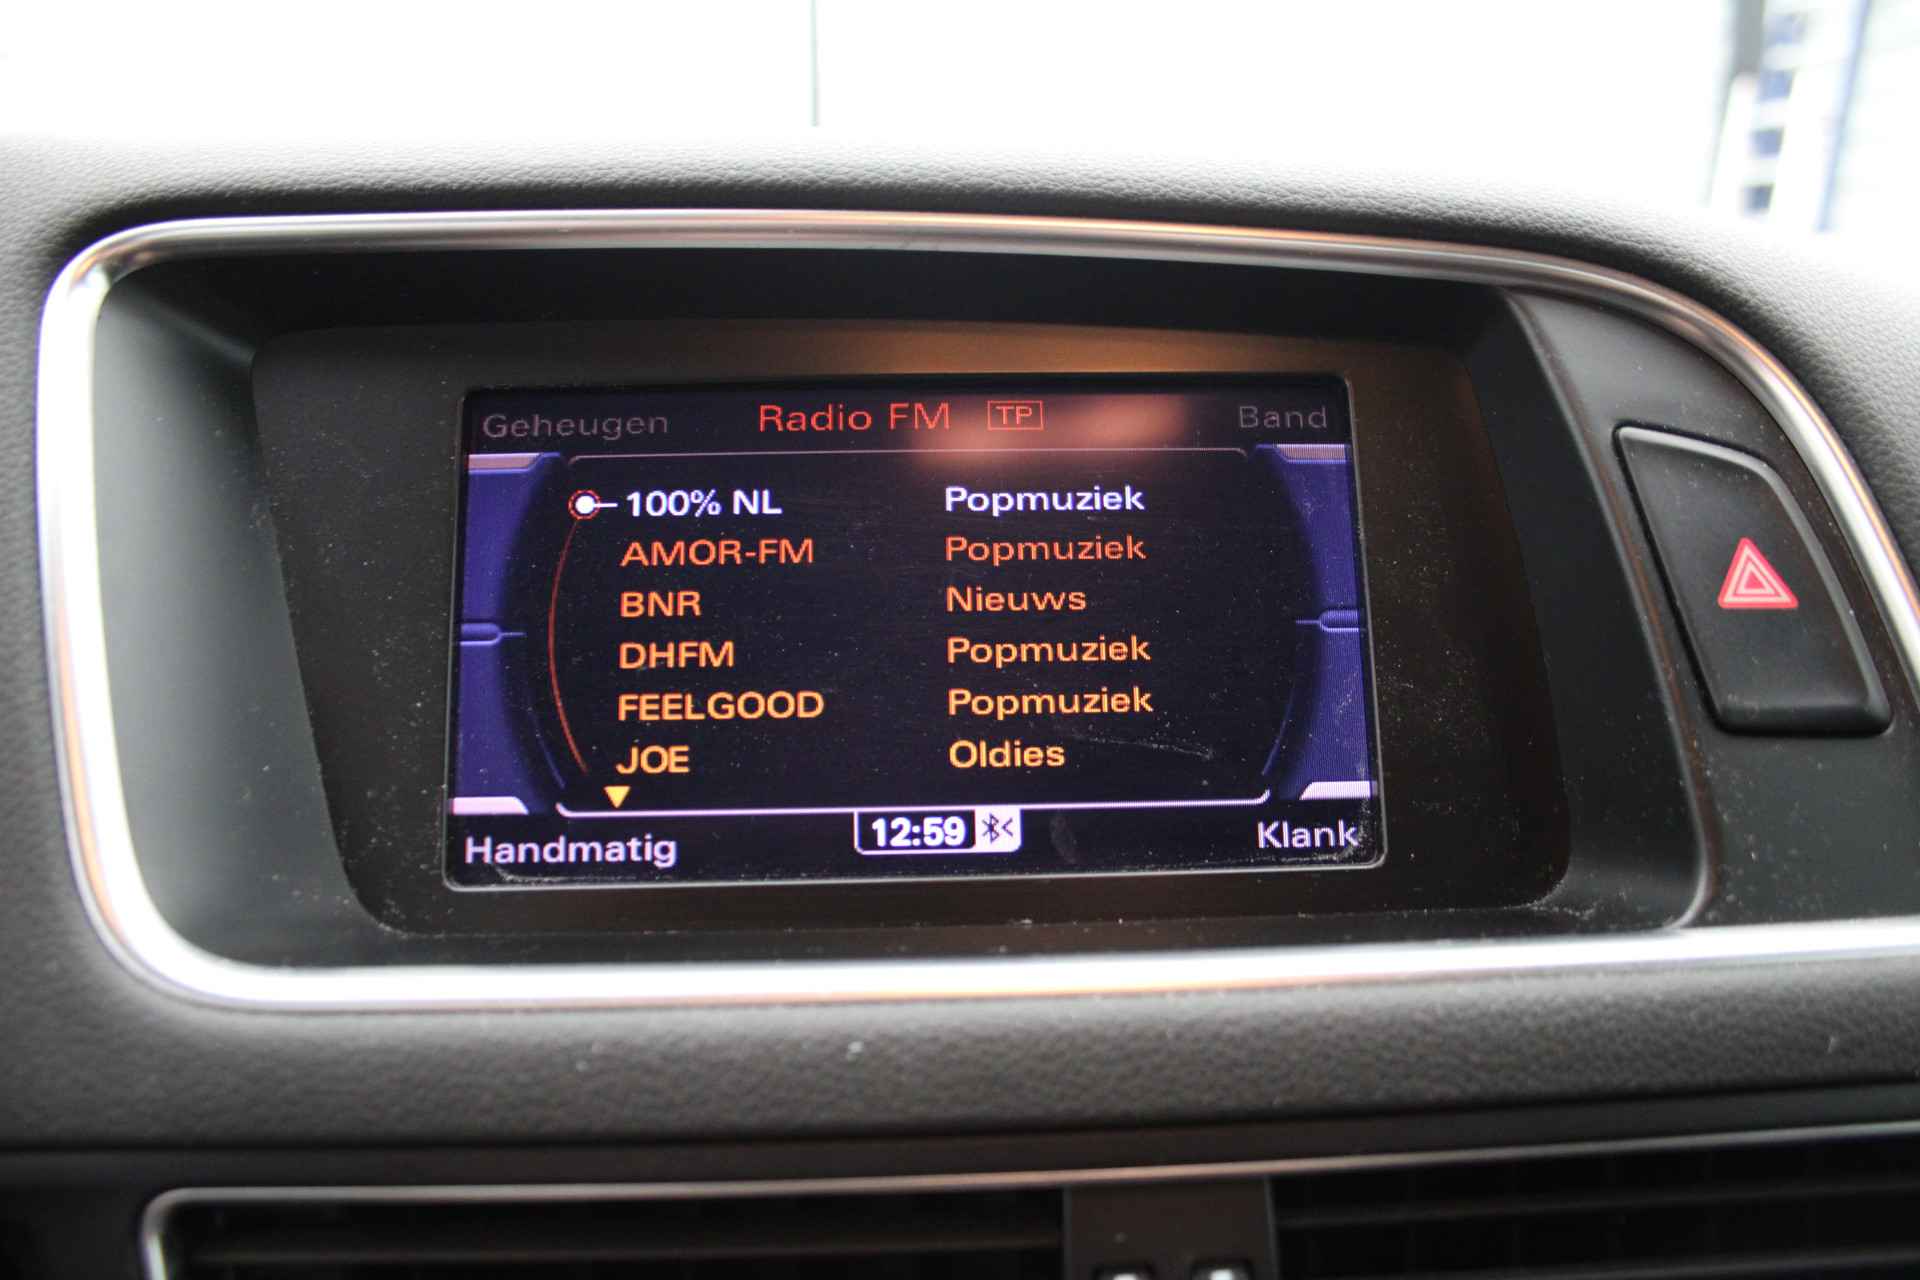 Geheugen Radio FM TP Band
100% NL Popmuziek
AMOR-FM Popmuziek
BNR Nieuws
DHFM Popmuziek
FEELGOOD Popmuziek
JOE Oldies
Handmatig 12:59 Klank